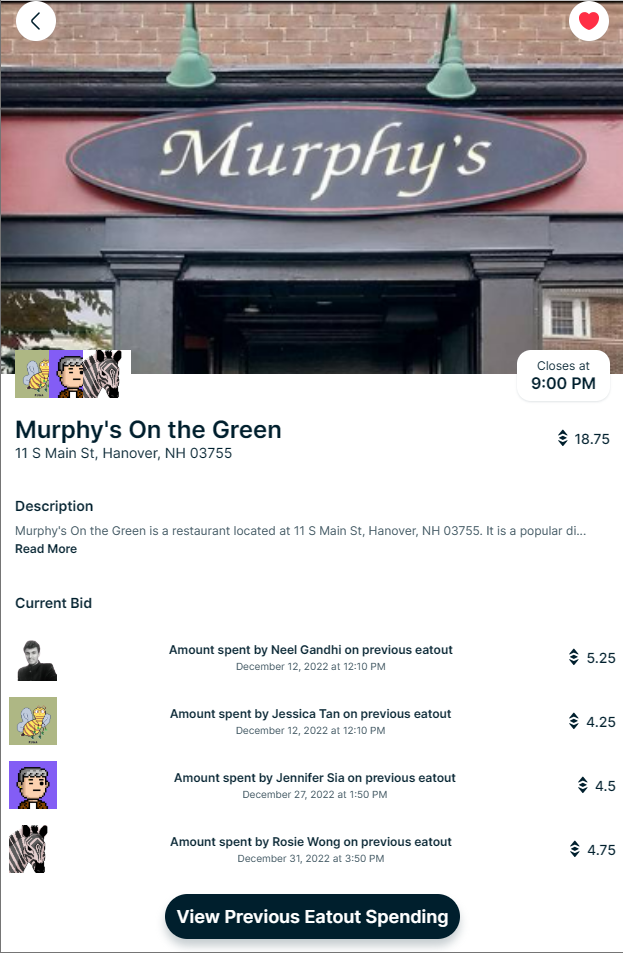 Murphy's
Closes at
9:00 PM
Murphy's On the Green
18.75
11 S Main St, Hanover, NH 03755
Description
Murphy's On the Green is a restaurant located at 11 S Main St, Hanover, NH 03755. It is a popular di...
Read More
Current Bid
Amount spent by Neel Gandhi on previous eatout
December 12, 2022 at 12:10 PM
5.25
Amount spent by Jessica Tan on previous eatout
December 12, 2022 at 12:10 PM
4.25
Amount spent by Jennifer Sia on previous eatout
December 27, 2022 at 1:50 PM
4.5
Amount spent by Rosie Wong on previous eatout
December 31, 2022 at 3:50 PM
4.75
View Previous Eatout Spending